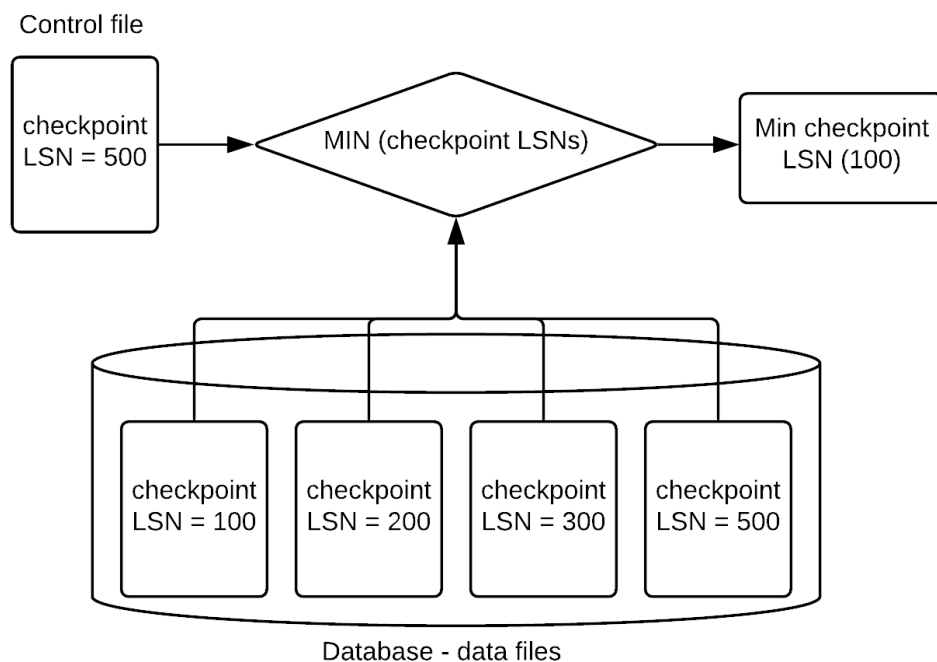 Control file
checkpoint
LSN = 500
MIN (checkpoint LSNs)
Min checkpoint
LSN (100)
checkpoint
LSN = 100
checkpoint
LSN = 200
checkpoint
LSN = 300
checkpoint
LSN = 500
Database - data files